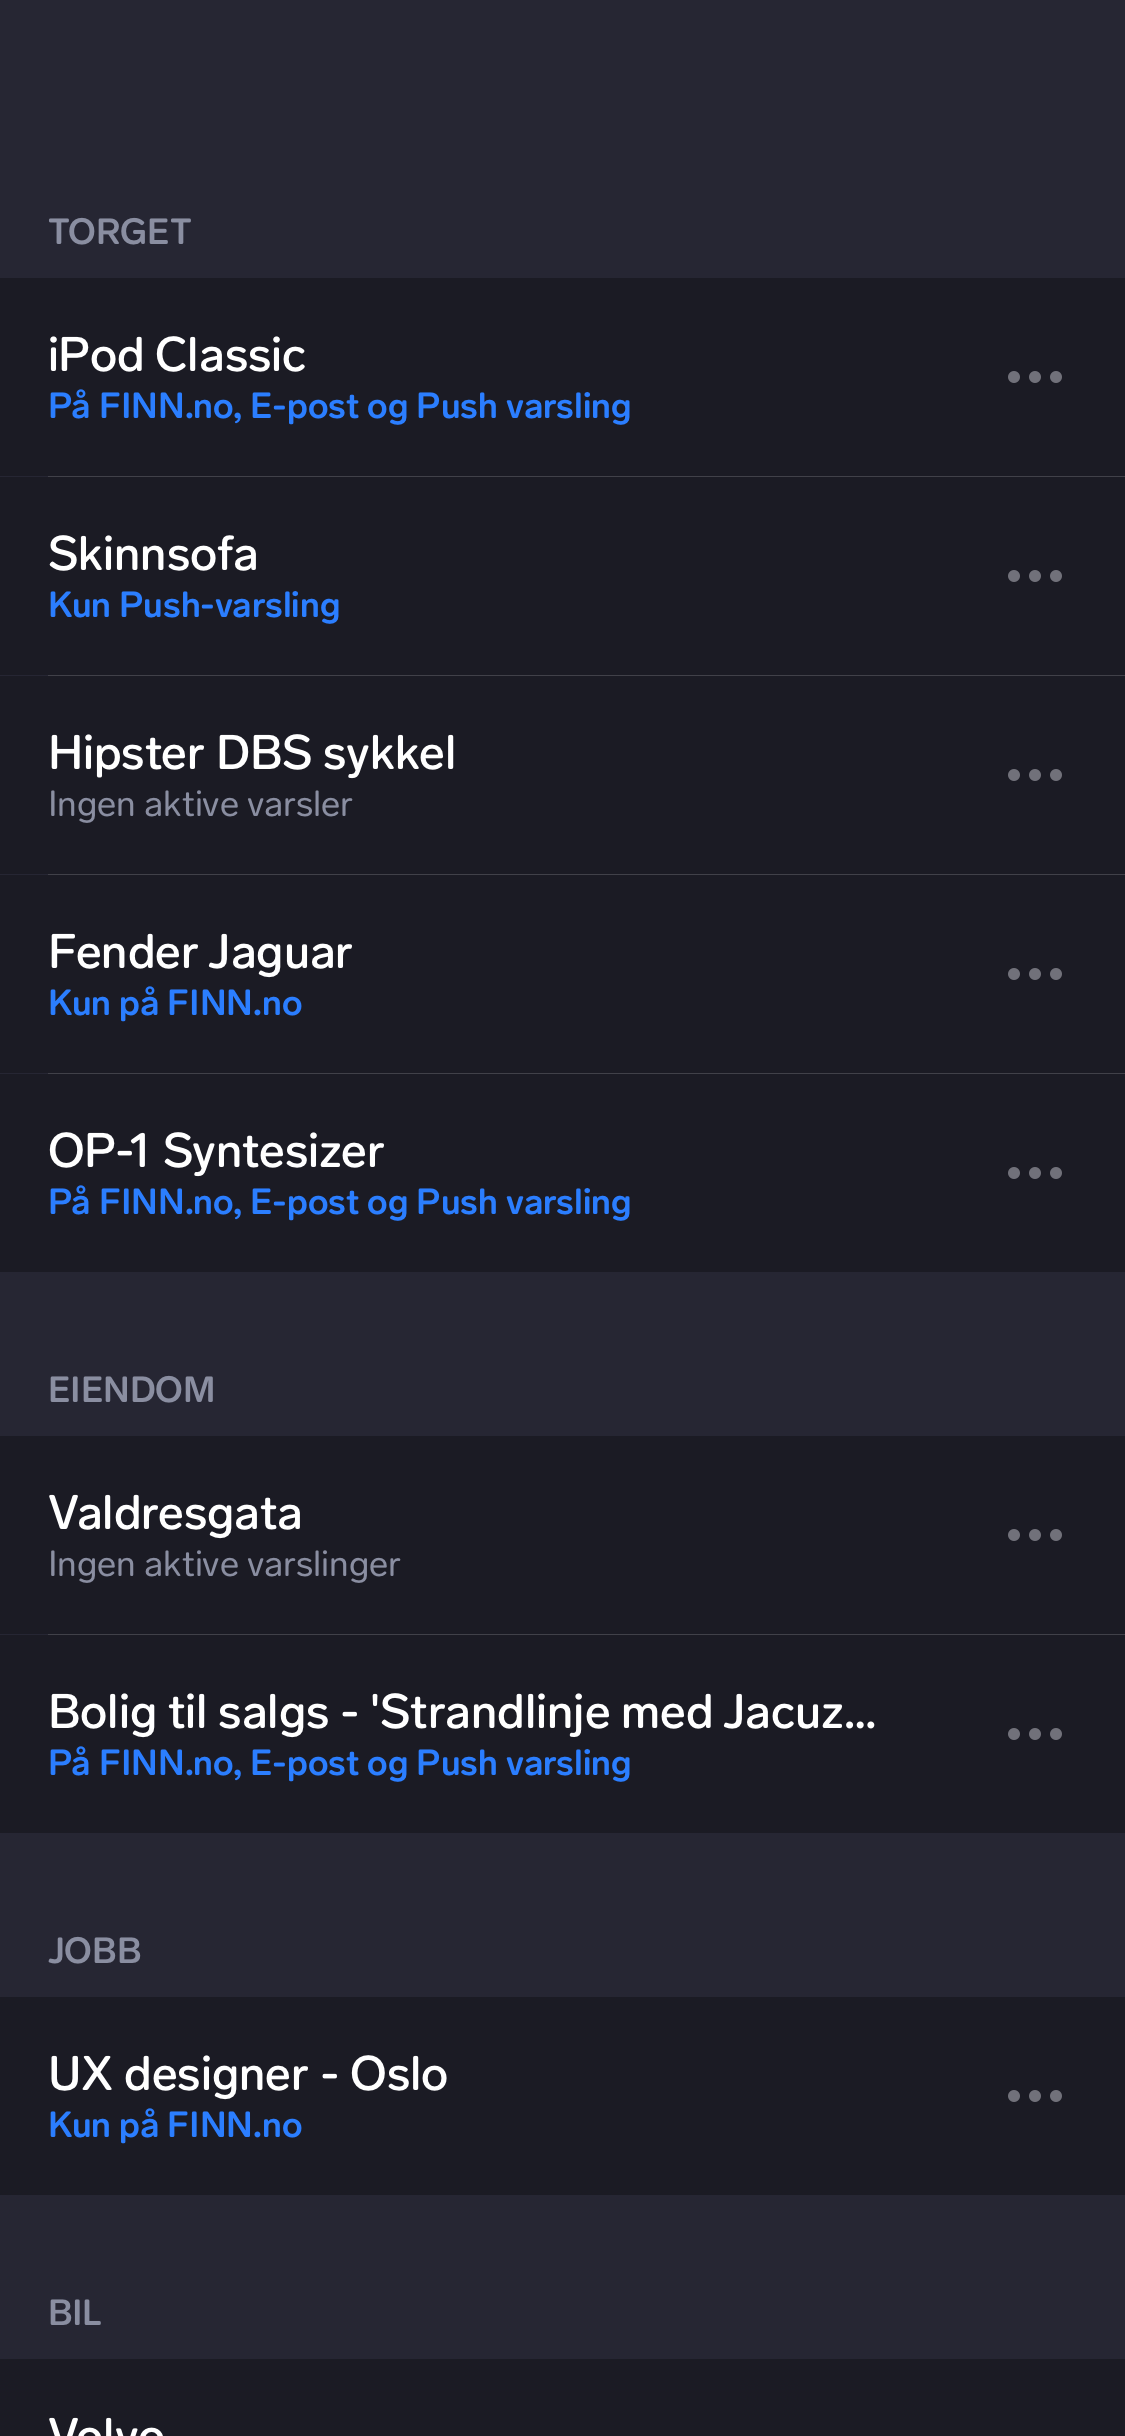 TORGET
iPod Classic
På FINN.no, E-post og Push varsling
Skinnsofa
Kun Push-varsling
Hipster DBS sykkel
Ingen aktive varsler
Fender Jaguar
Kun på FINN.no
OP-1 Syntesizer
På FINN.no, E-post og Push varsling
EIENDOM
Valdresgata
Ingen aktive varslinger
Bolig til salgs - 'Strandlinje med Jacuz...
På FINN.no, E-post og Push varsling
JOBB
UX designer - Oslo
Kun på FINN.no
BIL
Volvo